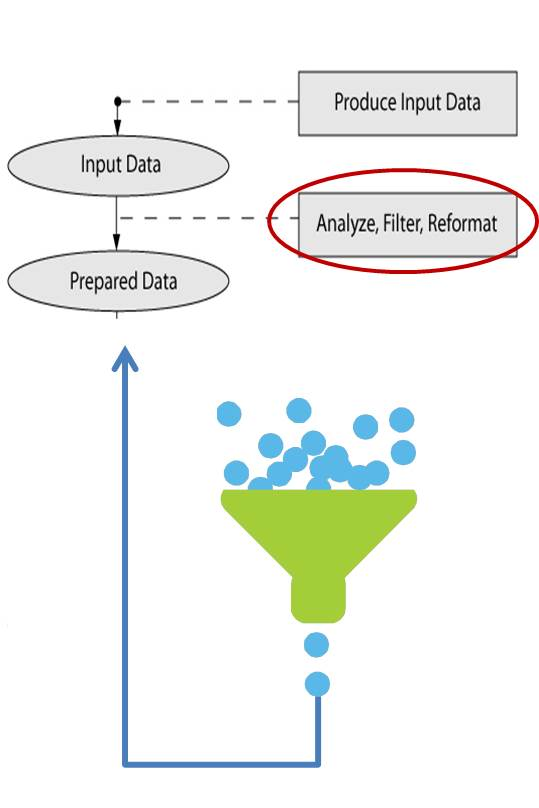 Produce Input Data
Input Data
Analyze, Filter, Reformat
Prepared Data